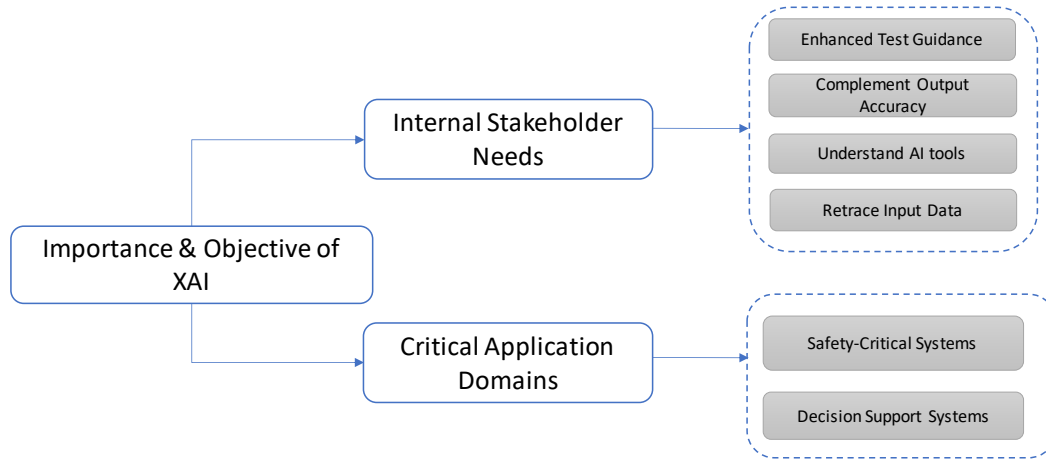 Importance & Objective of
XAI
Internal Stakeholder
Needs
Enhanced Test Guidance
Complement Output
Accuracy
Understand AI tools
Retrace Input Data
Critical Application
Domains
Safety-Critical Systems
Decision Support Systems